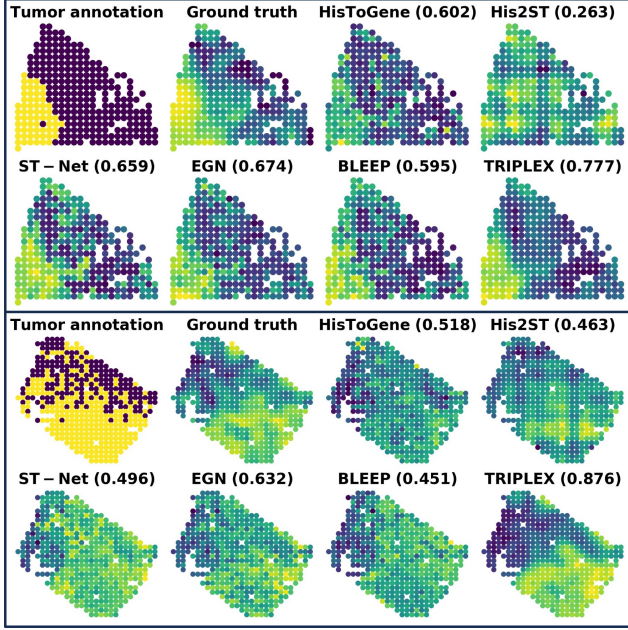 Tumor annotation Ground truth HisToGene (0.602) His2ST (0.263)
ST − Net (0.659) EGN (0.674) BLEEP (0.595) TRIPLEX (0.777)
Tumor annotation Ground truth HisToGene (0.518) His2ST (0.463)
ST − Net (0.496) EGN (0.632) BLEEP (0.451) TRIPLEX (0.876)